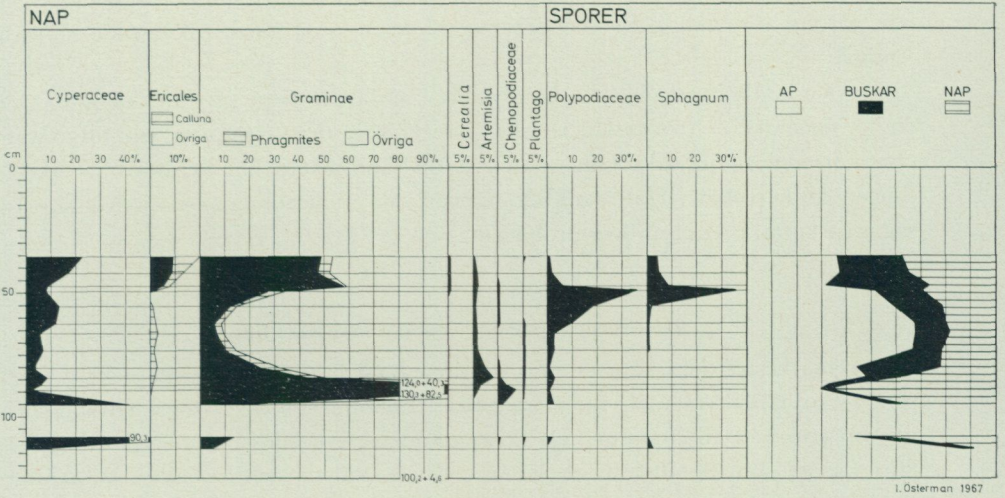 NAP SPORER
Cyperaceae Ericales Graminae Cerealia Artemisia Chenopodiaceae Plantago Polypodiaceae Sphagnum AP BUSKAR NAP
Calluna
Övriga Phragmites Övriga
cm 10 20 30 40% 10% 10 20 30 40 50 60 70 80 90% 5% 5% 5% 5% 10 20 30% 10 20 30%
0
50
124,0+40,3
130,3+82,5
100
90,3
100,2+4,8
I. Österman 1967